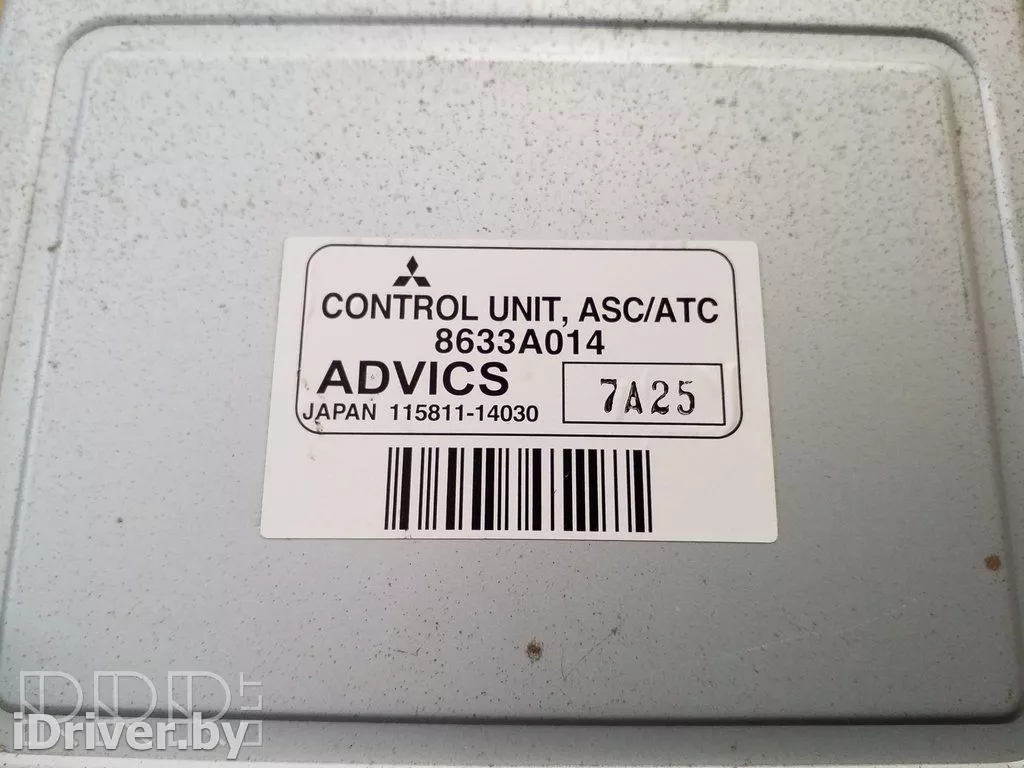 CONTROL UNIT, ASC/ATC
8633A014
ADVICS
7A25
JAPAN 115811-14030
iDriver.by